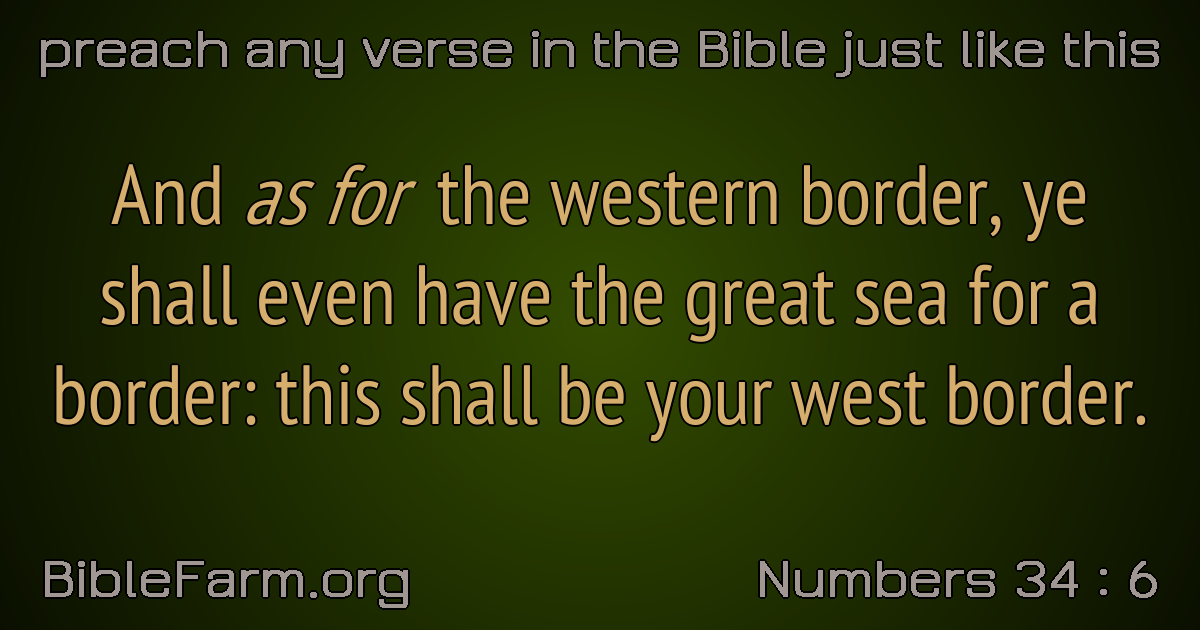 preach any verse in the Bible just like this
And as for the western border, ye
shall even have the great sea for a
border: this shall be your west border.
BibleFarm.org
Numbers 34 : 6